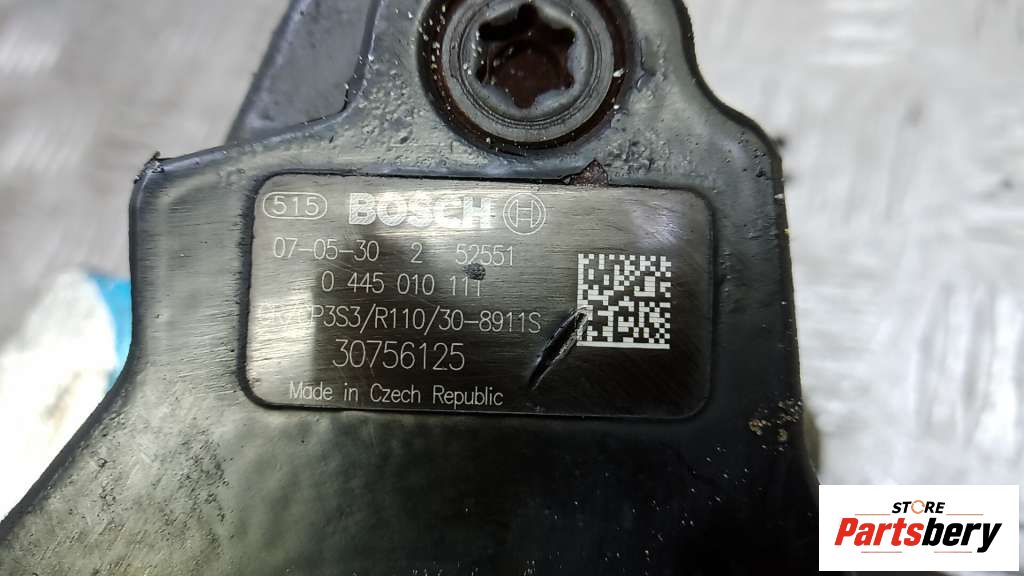 515 BOSCH
07-05-30 2 52551
0 445 010 111
P3S3/R110/30-8911S
30756125
Made in Czech Republic
STORE
Partsbery